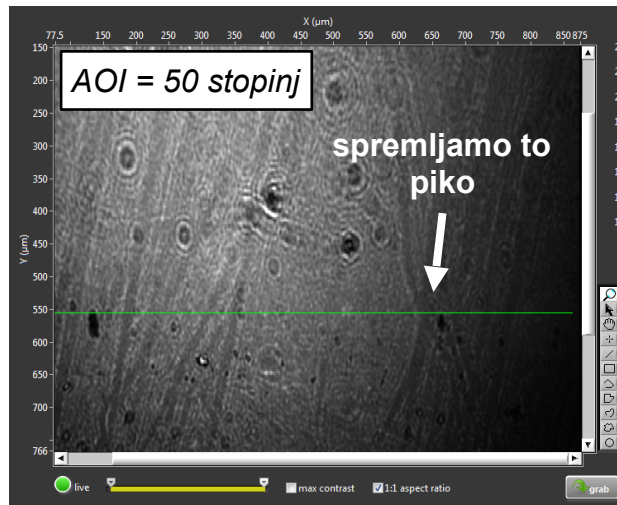 X (µm)
77.5 150 200 250 300 350 400 450 500 550 600 650 700 750 800 850 875
Y (µm)
150
200
250
300
350
400
450
500
550
600
650
700
766
AOI = 50 stopinj
spremljamo to
piko
live
max contrast
1:1 aspect ratio
grab